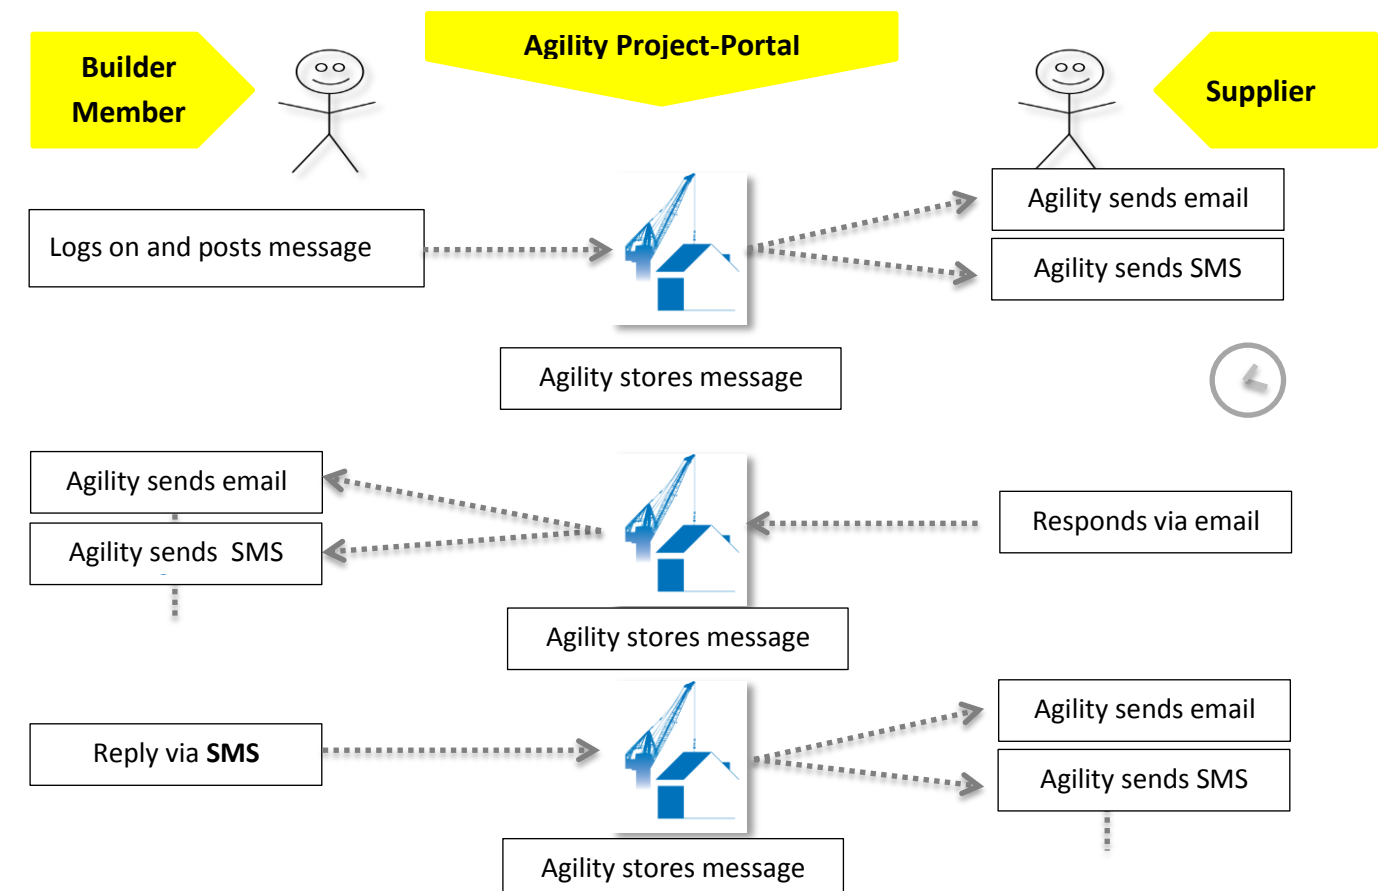 Builder
Member
Agility Project-Portal
Supplier
Logs on and posts message
Agility sends email
Agility sends SMS
Agility stores message
Agility sends email
Agility sends  SMS
Responds via email
Agility stores message
Reply via SMS
Agility sends email
Agility sends SMS
Agility stores message